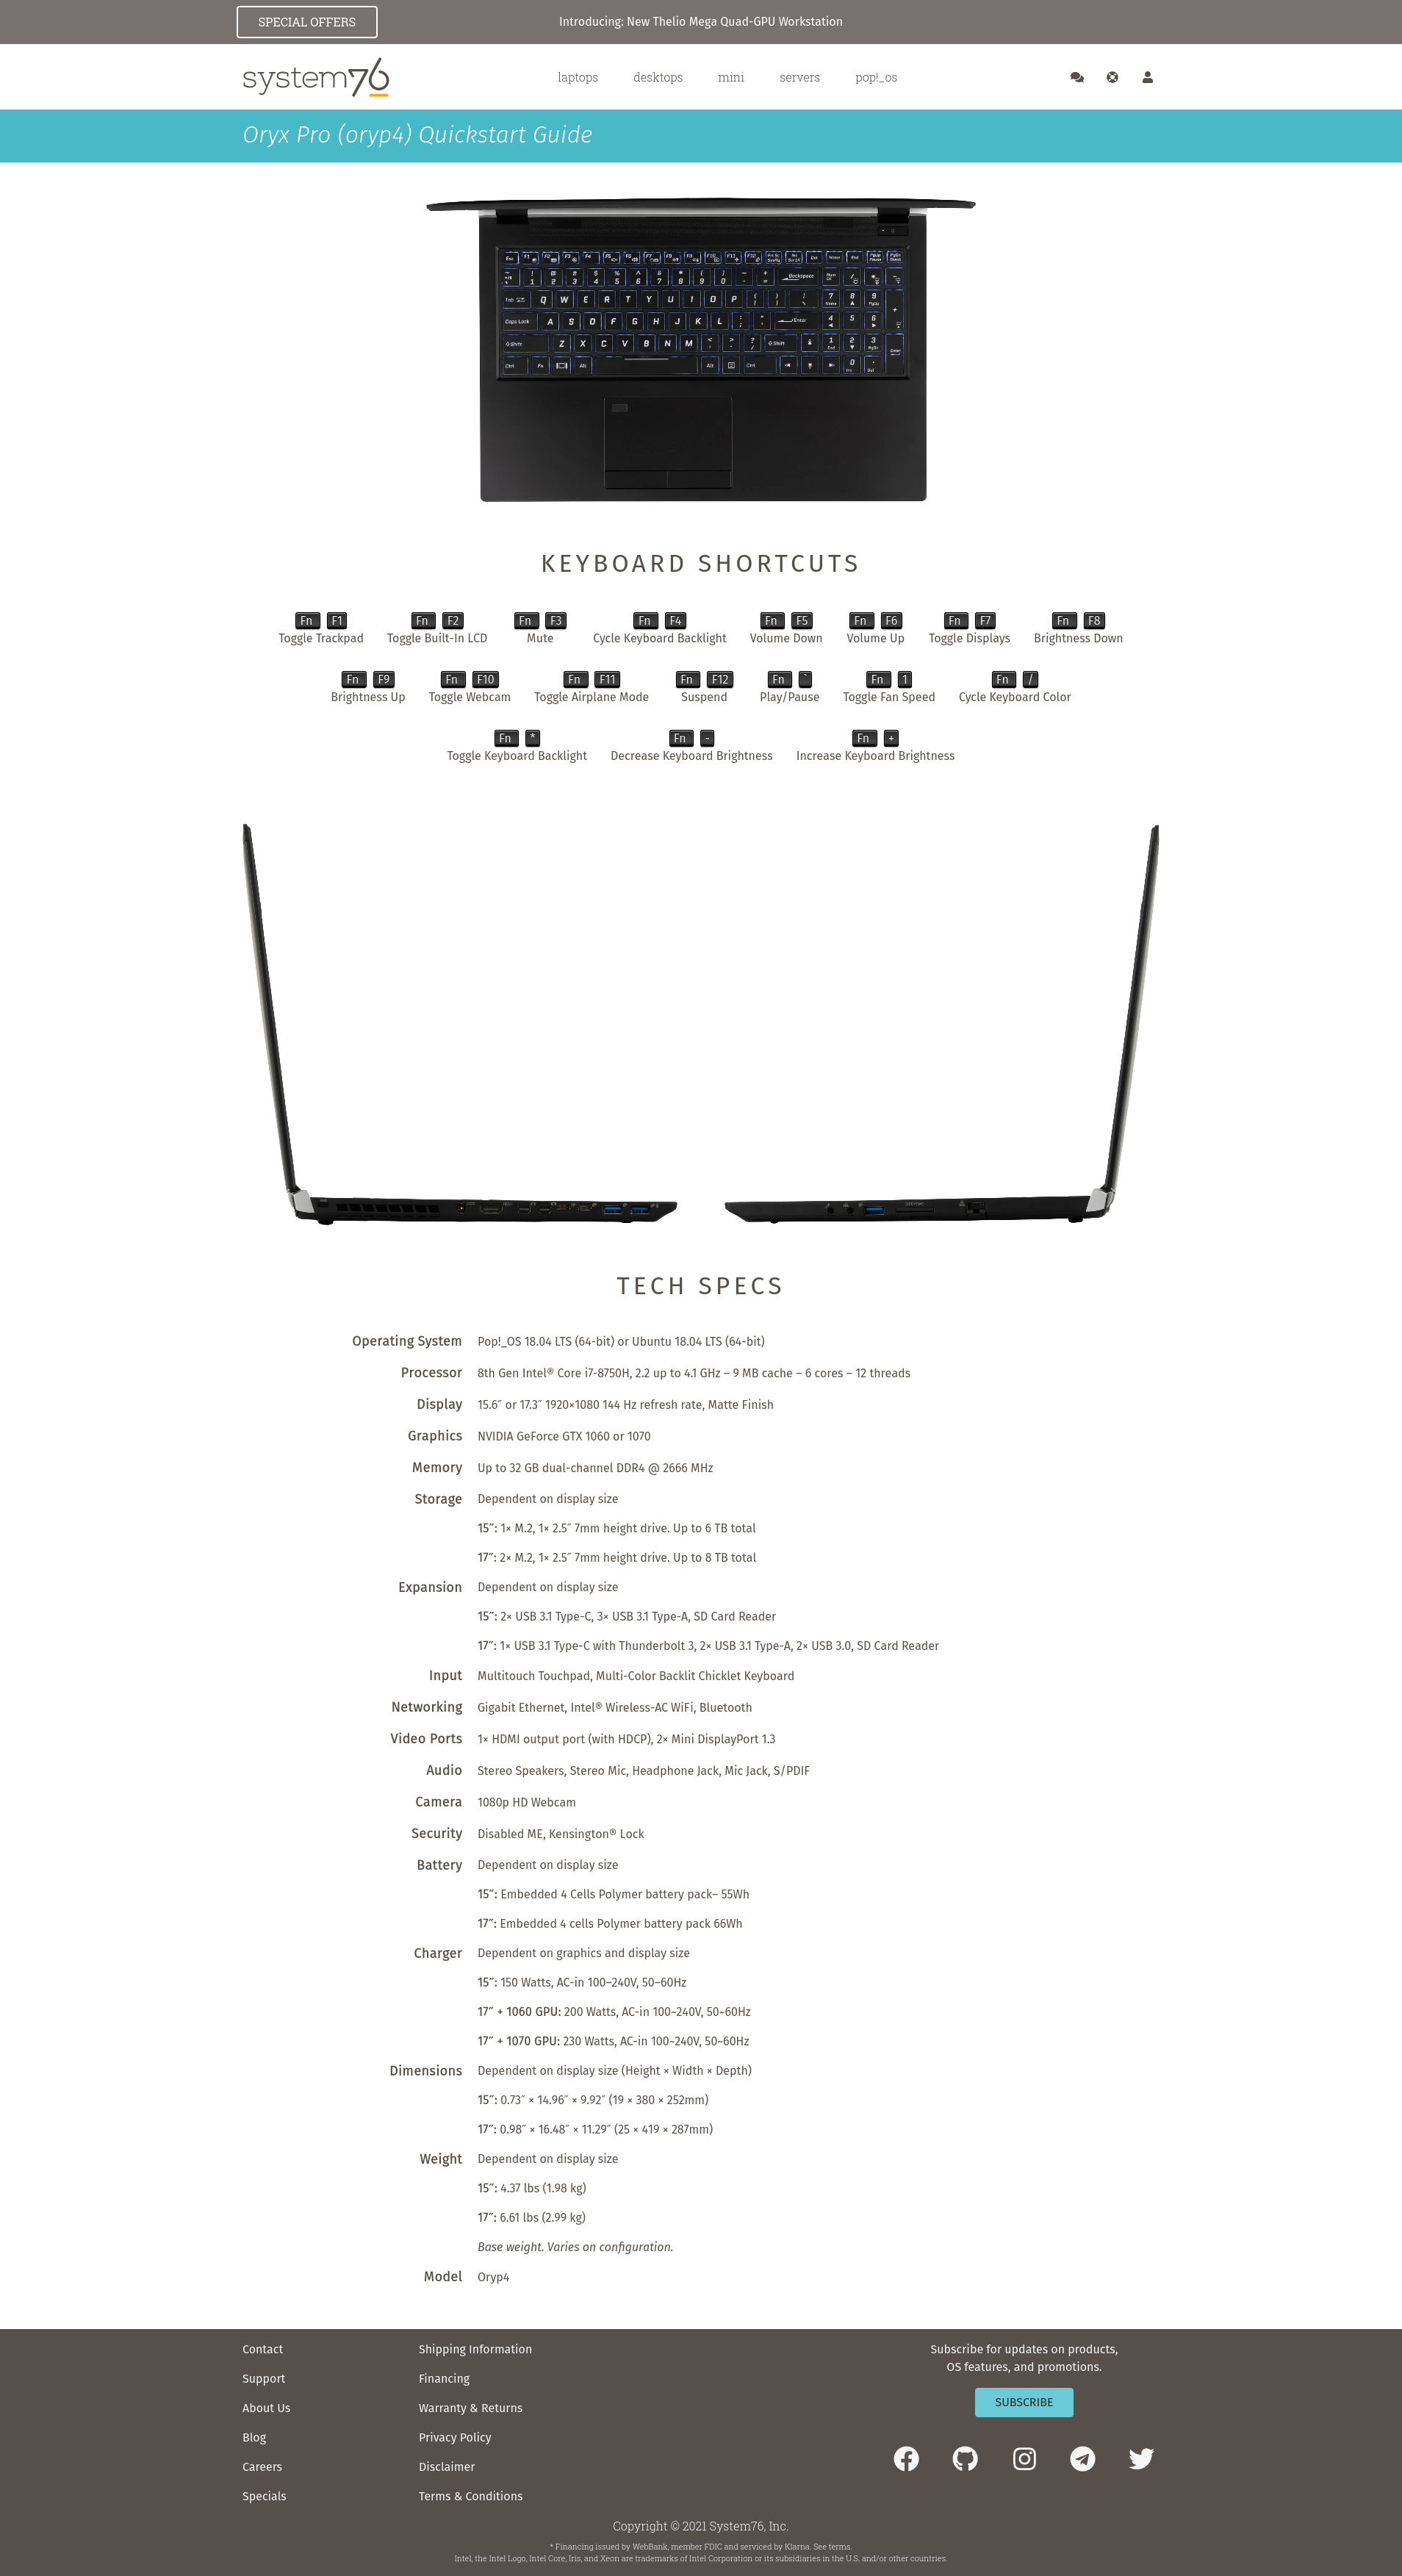 SPECIAL OFFERS
Introducing: New Thelio Mega Quad-GPU Workstation
system76
laptops desktops mini servers pop!_os
Oryx Pro (oryp4) Quickstart Guide
KEYBOARD SHORTCUTS
Fn F1 Fn F2 Fn F3 Fn F4 Fn F5 Fn F6 Fn F7 Fn F8
Toggle Trackpad Toggle Built-In LCD Mute Cycle Keyboard Backlight Volume Down Volume Up Toggle Displays Brightness Down
Fn F9 Fn F10 Fn F11 Fn F12 Fn ` Fn 1 Fn /
Brightness Up Toggle Webcam Toggle Airplane Mode Suspend Play/Pause Toggle Fan Speed Cycle Keyboard Color
Fn * Fn - Fn +
Toggle Keyboard Backlight Decrease Keyboard Brightness Increase Keyboard Brightness
TECH SPECS
Operating System Pop!_OS 18.04 LTS (64-bit) or Ubuntu 18.04 LTS (64-bit)
Processor 8th Gen Intel® Core i7-8750H, 2.2 up to 4.1 GHz – 9 MB cache – 6 cores – 12 threads
Display 15.6″ or 17.3″ 1920×1080 144 Hz refresh rate, Matte Finish
Graphics NVIDIA GeForce GTX 1060 or 1070
Memory Up to 32 GB dual-channel DDR4 @ 2666 MHz
Storage Dependent on display size
15″: 1× M.2, 1× 2.5″ 7mm height drive. Up to 6 TB total
17″: 2× M.2, 1× 2.5″ 7mm height drive. Up to 8 TB total
Expansion Dependent on display size
15″: 2× USB 3.1 Type-C, 3× USB 3.1 Type-A, SD Card Reader
17″: 1× USB 3.1 Type-C with Thunderbolt 3, 2× USB 3.1 Type-A, 2× USB 3.0, SD Card Reader
Input Multitouch Touchpad, Multi-Color Backlit Chicklet Keyboard
Networking Gigabit Ethernet, Intel® Wireless-AC WiFi, Bluetooth
Video Ports 1× HDMI output port (with HDCP), 2× Mini DisplayPort 1.3
Audio Stereo Speakers, Stereo Mic, Headphone Jack, Mic Jack, S/PDIF
Camera 1080p HD Webcam
Security Disabled ME, Kensington® Lock
Battery Dependent on display size
15″: Embedded 4 Cells Polymer battery pack– 55Wh
17″: Embedded 4 cells Polymer battery pack 66Wh
Charger Dependent on graphics and display size
15″: 150 Watts, AC-in 100–240V, 50–60Hz
17″ + 1060 GPU: 200 Watts, AC-in 100~240V, 50~60Hz
17″ + 1070 GPU: 230 Watts, AC-in 100~240V, 50~60Hz
Dimensions Dependent on display size (Height × Width × Depth)
15″: 0.73″ × 14.96″ × 9.92″ (19 × 380 × 252mm)
17″: 0.98″ × 16.48″ × 11.29″ (25 × 419 × 287mm)
Weight Dependent on display size
15″: 4.37 lbs (1.98 kg)
17″: 6.61 lbs (2.99 kg)
Base weight. Varies on configuration.
Model Oryp4
Contact
Support
About Us
Blog
Careers
Specials
Shipping Information
Financing
Warranty & Returns
Privacy Policy
Disclaimer
Terms & Conditions
Subscribe for updates on products,
OS features, and promotions.
SUBSCRIBE
Copyright © 2021 System76, Inc.
* Financing issued by WebBank, member FDIC and serviced by Klarna. See terms.
Intel, the Intel Logo, Intel Core, Iris, and Xeon are trademarks of Intel Corporation or its subsidiaries in the U.S. and/or other countries.